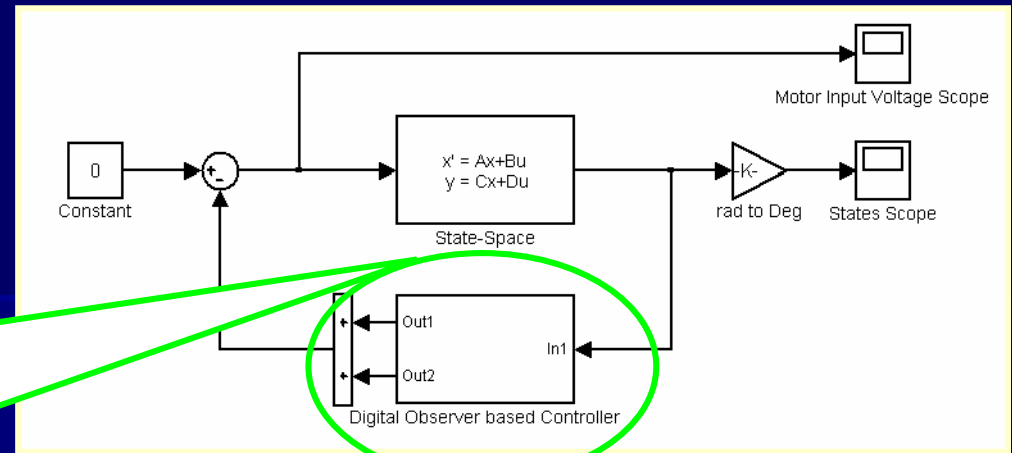 Motor Input Voltage Scope
0
+
-
x' = Ax+Bu
y = Cx+Du
-K-
Constant
rad to Deg
States Scope
State-Space
+
Out1
In1
+
Out2
Digital Observer based Controller